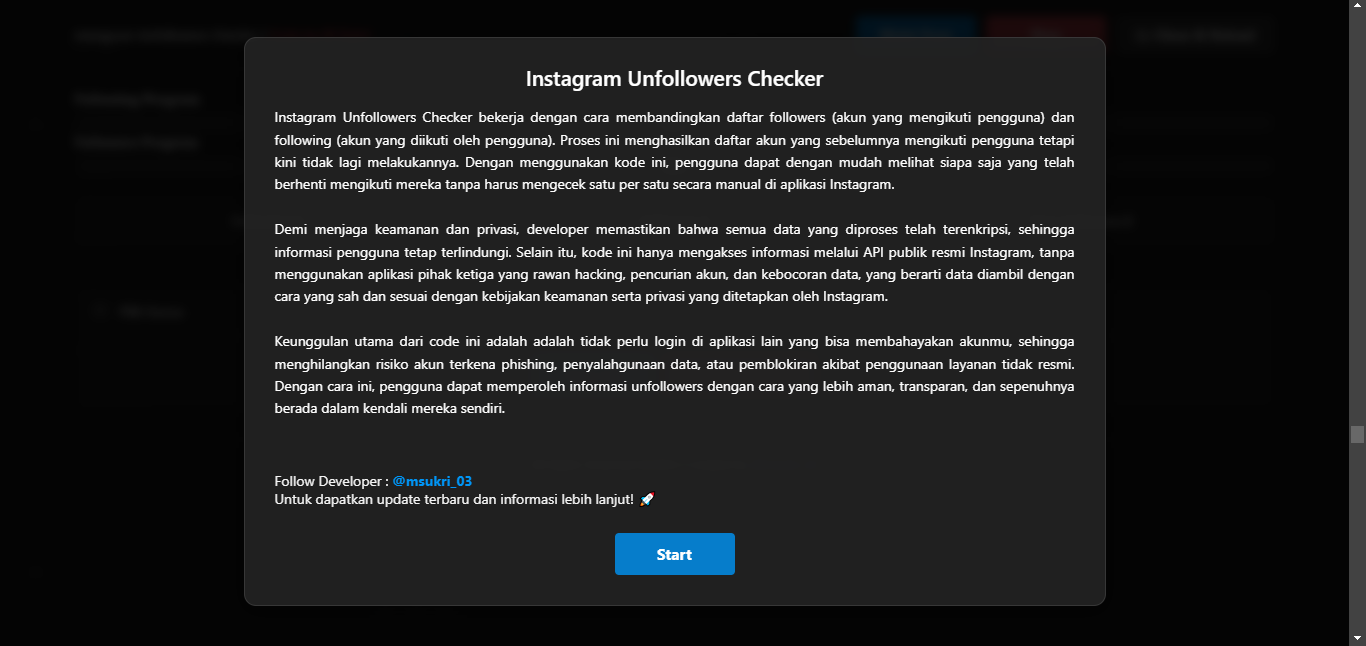 Instagram Unfollowers Checker
Instagram Unfollowers Checker bekerja dengan cara membandingkan daftar followers (akun yang mengikuti pengguna) dan
following (akun yang diikuti oleh pengguna). Proses ini menghasilkan daftar akun yang sebelumnya mengikuti pengguna tetapi
kini tidak lagi melakukannya. Dengan menggunakan kode ini, pengguna dapat dengan mudah melihat siapa saja yang telah
berhenti mengikuti mereka tanpa harus mengecek satu per satu secara manual di aplikasi Instagram.
Demi menjaga keamanan dan privasi, developer memastikan bahwa semua data yang diproses telah terenkripsi, sehingga
informasi pengguna tetap terlindungi. Selain itu, kode ini hanya mengakses informasi melalui API publik resmi Instagram, tanpa
menggunakan aplikasi pihak ketiga yang rawan hacking, pencurian akun, dan kebocoran data, yang berarti data diambil dengan
cara yang sah dan sesuai dengan kebijakan keamanan serta privasi yang ditetapkan oleh Instagram.
Keunggulan utama dari code ini adalah adalah tidak perlu login di aplikasi lain yang bisa membahayakan akunmu, sehingga
menghilangkan risiko akun terkena phishing, penyalahgunaan data, atau pemblokiran akibat penggunaan layanan tidak resmi.
Dengan cara ini, pengguna dapat memperoleh informasi unfollowers dengan cara yang lebih aman, transparan, dan sepenuhnya
berada dalam kendali mereka sendiri.
Follow Developer : @msukri_03
Untuk dapatkan update terbaru dan informasi lebih lanjut! 🚀
Start